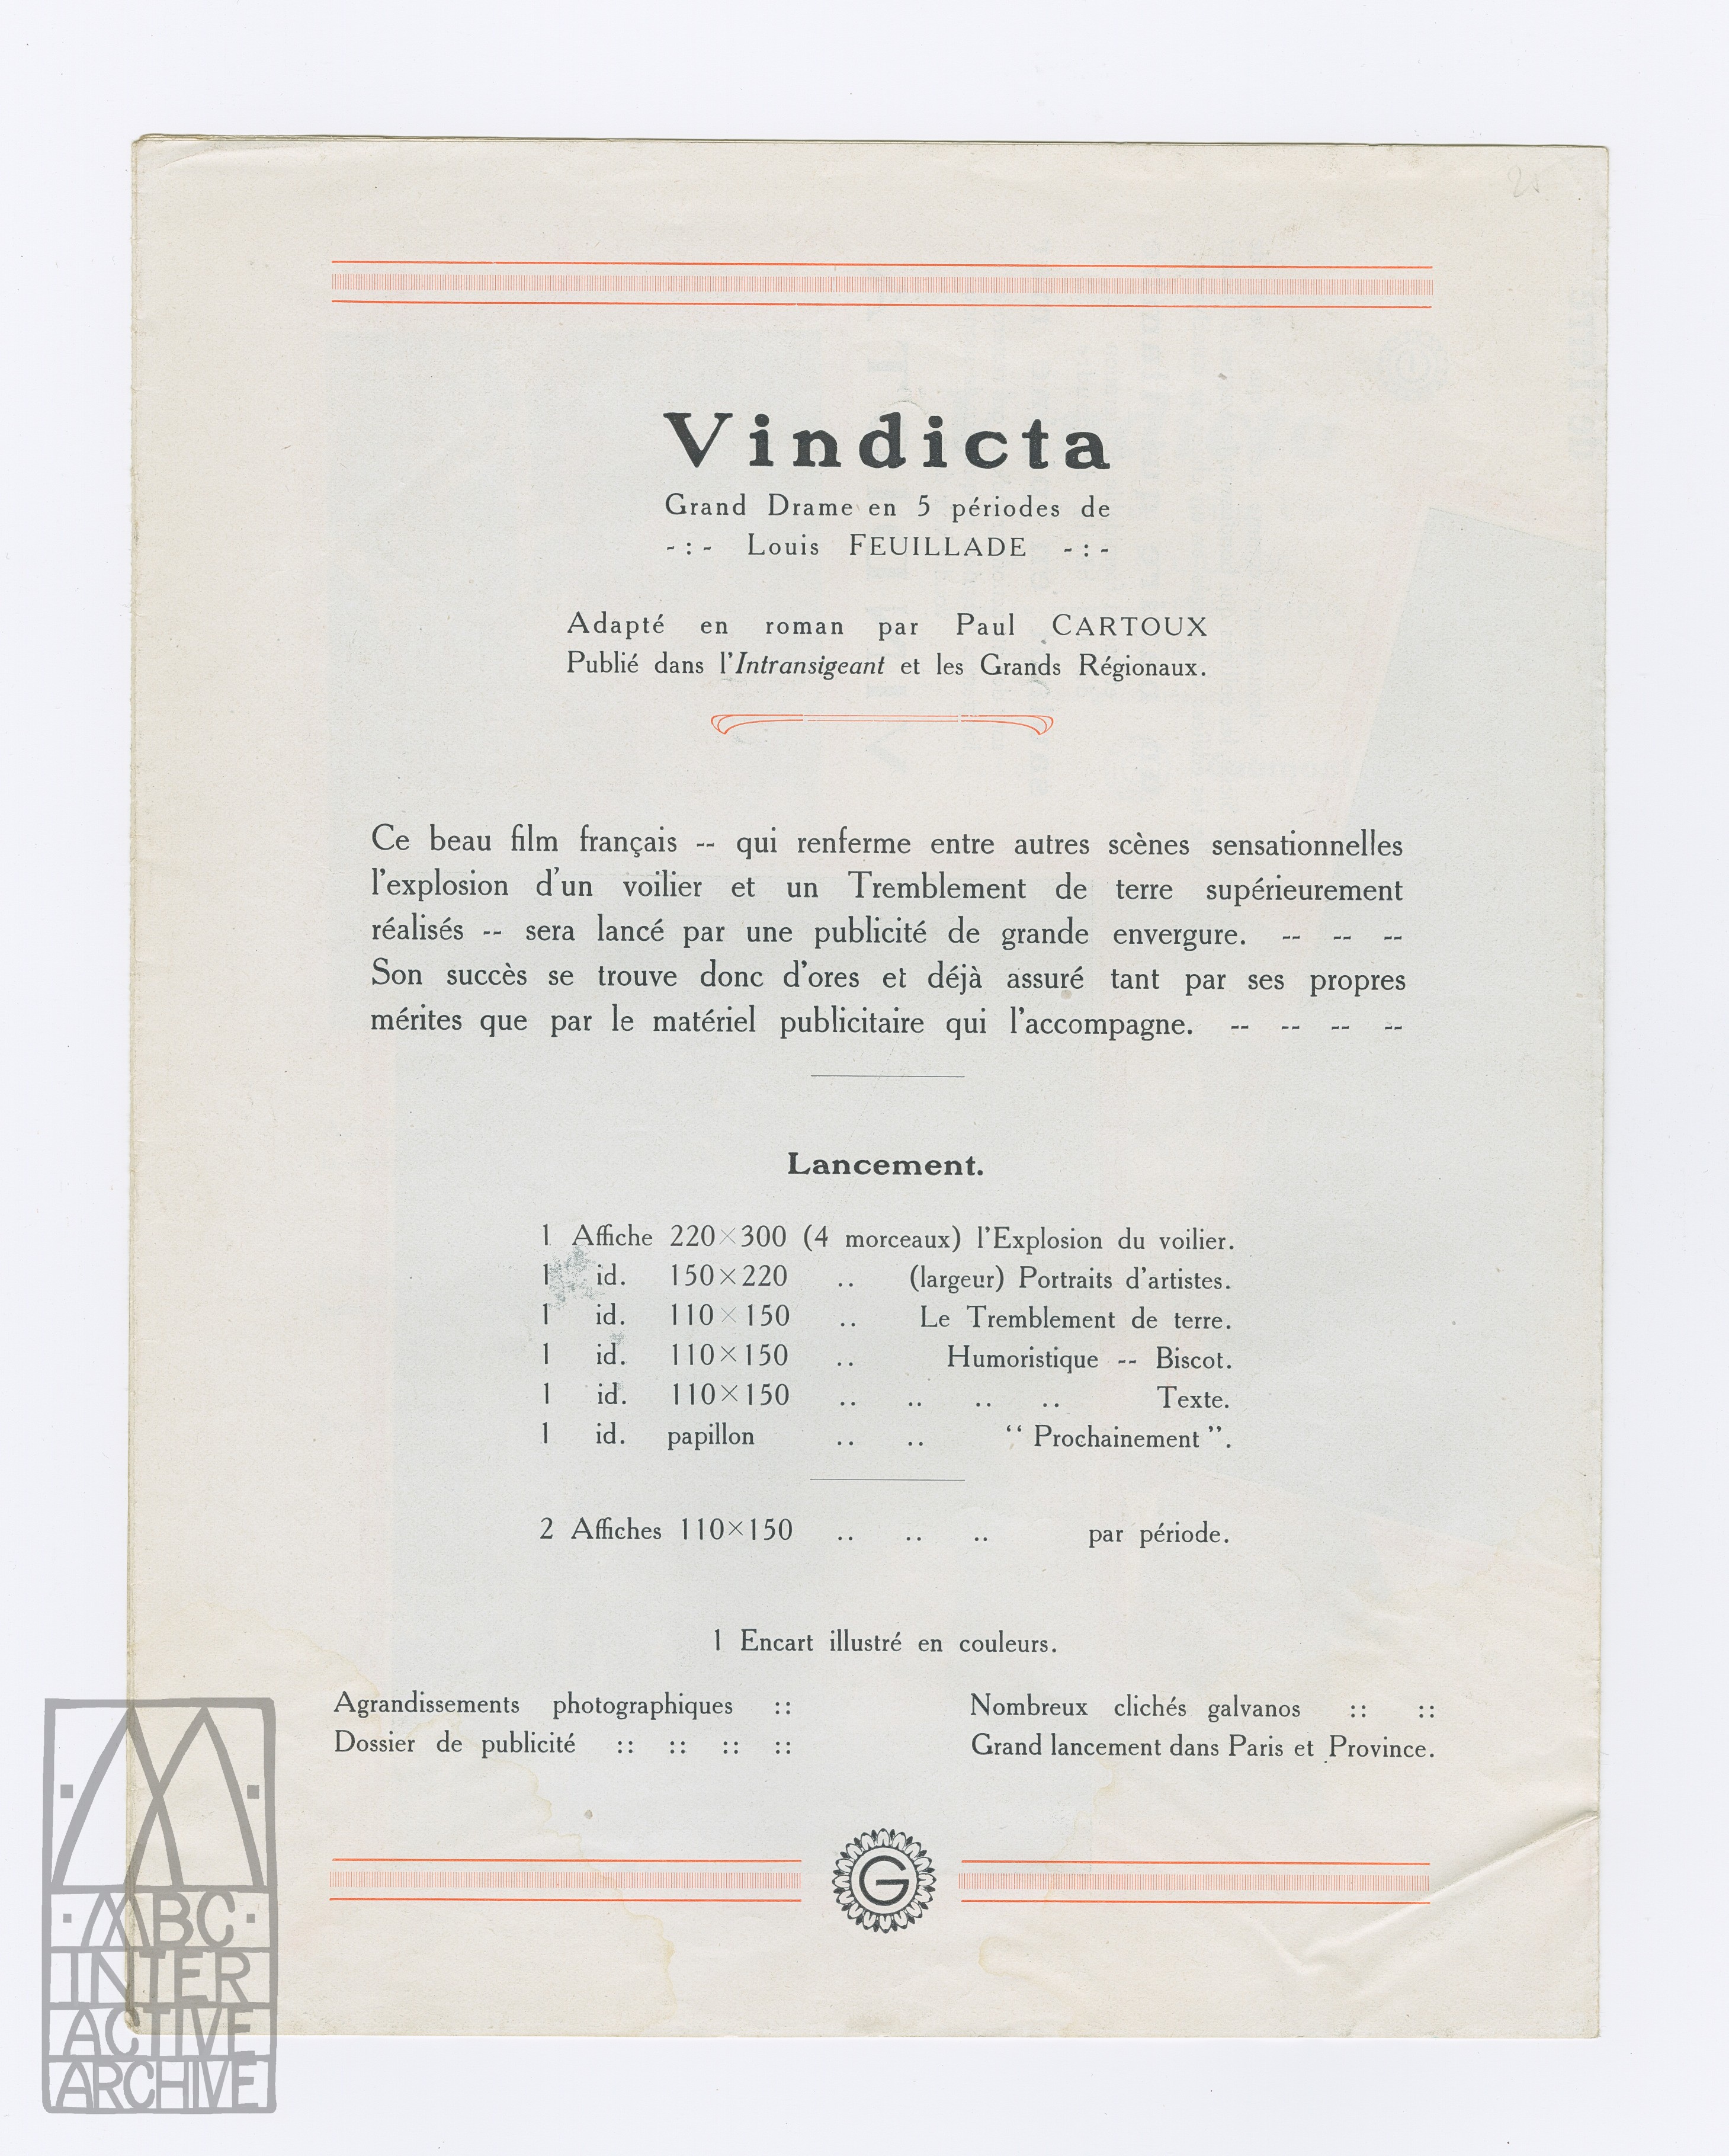 Vindicta
Grand Drame en 5 périodes de
-:- Louis FEUILLADE -:-
Adapté en roman par Paul CARTOUX
Publié dans l'Intransigeant et les Grands Régionaux.
Ce beau film français -- qui renferme entre autres scènes sensationnelles
l'explosion d'un voilier et un Tremblement de terre supérieurement
réalisés -- sera lancé par une publicité de grande envergure. -- -- --
Son succès se trouve donc d'ores et déjà assuré tant par ses propres
mérites que par le matériel publicitaire qui l'accompagne. -- -- -- --
Lancement.
1 Affiche 220×300 (4 morceaux) l'Explosion du voilier.
1 id. 150×220 .. (largeur) Portraits d'artistes.
1 id. 110×150 .. Le Tremblement de terre.
1 id. 110×150 .. Humoristique -- Biscot.
1 id. 110×150 .. .. .. .. Texte.
1 id. papillon .. .. “ Prochainement ”.
2 Affiches 110×150 .. .. .. par période.
1 Encart illustré en couleurs.
Agrandissements photographiques ::
Dossier de publicité :: :: :: ::
Nombreux clichés galvanos :: ::
Grand lancement dans Paris et Province.
G
ABC
INTER
ACTIVE
ARCHIVE